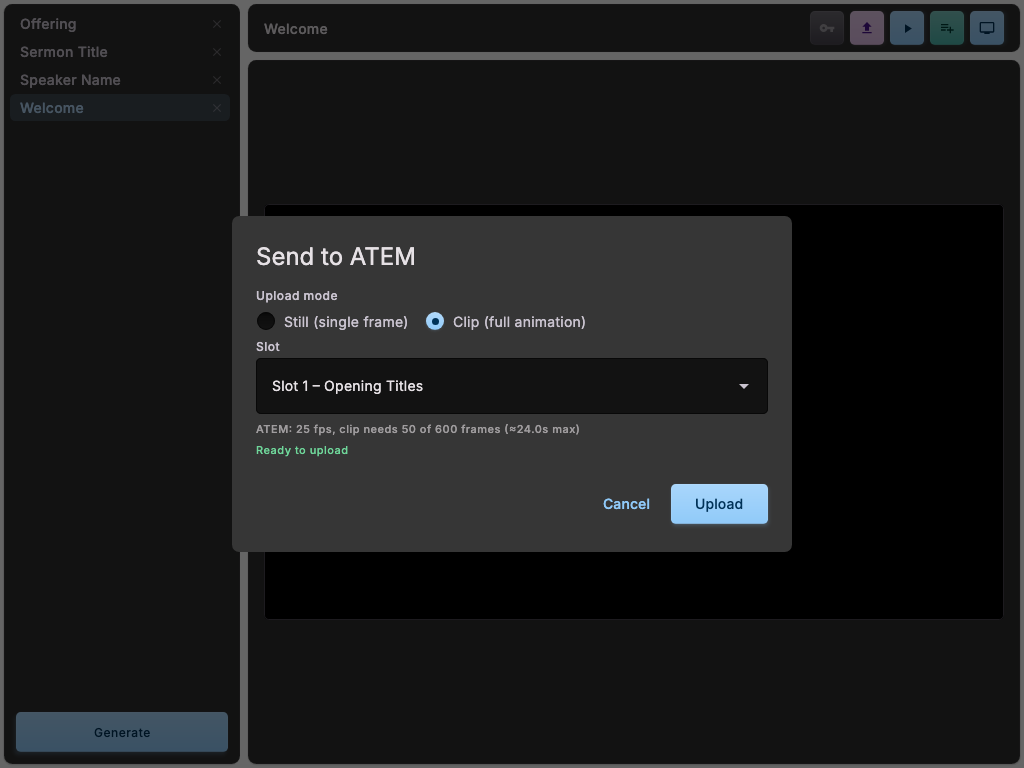 Offering
Sermon Title
Speaker Name
Welcome
Generate
Welcome
Send to ATEM
Upload mode
Still (single frame) Clip (full animation)
Slot
Slot 1 – Opening Titles
ATEM: 25 fps, clip needs 50 of 600 frames (≈24.0s max)
Ready to upload
Cancel Upload